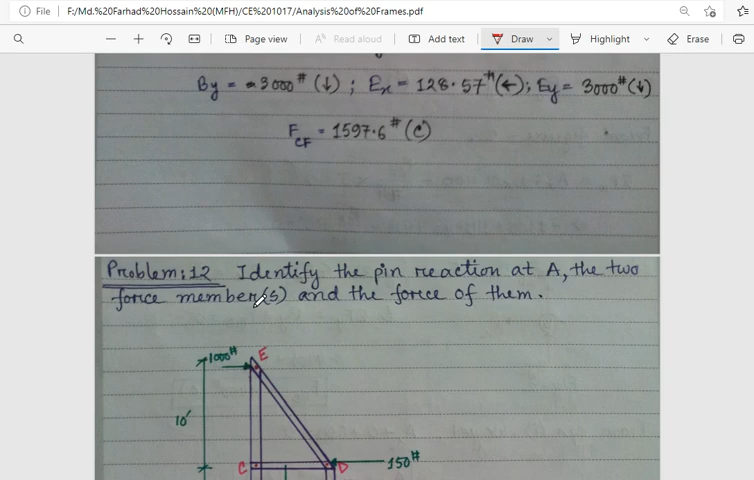 File
F:/Md.%20Farhad%20Hossain%20(MFH)/CE%201017/Analysis%20of%20Frames.pdf
Page view
Read aloud
Add text
Draw
Highlight
Erase
By = -3000# (↓) ; Ex = 128.57# (←) ; Ey = 3000# (↓)
FCF = 1597.6# (C)
Problem: 12 Identify the pin reaction at A, the two
force member(s) and the force of them.
1000#
E
10'
C
D
150#